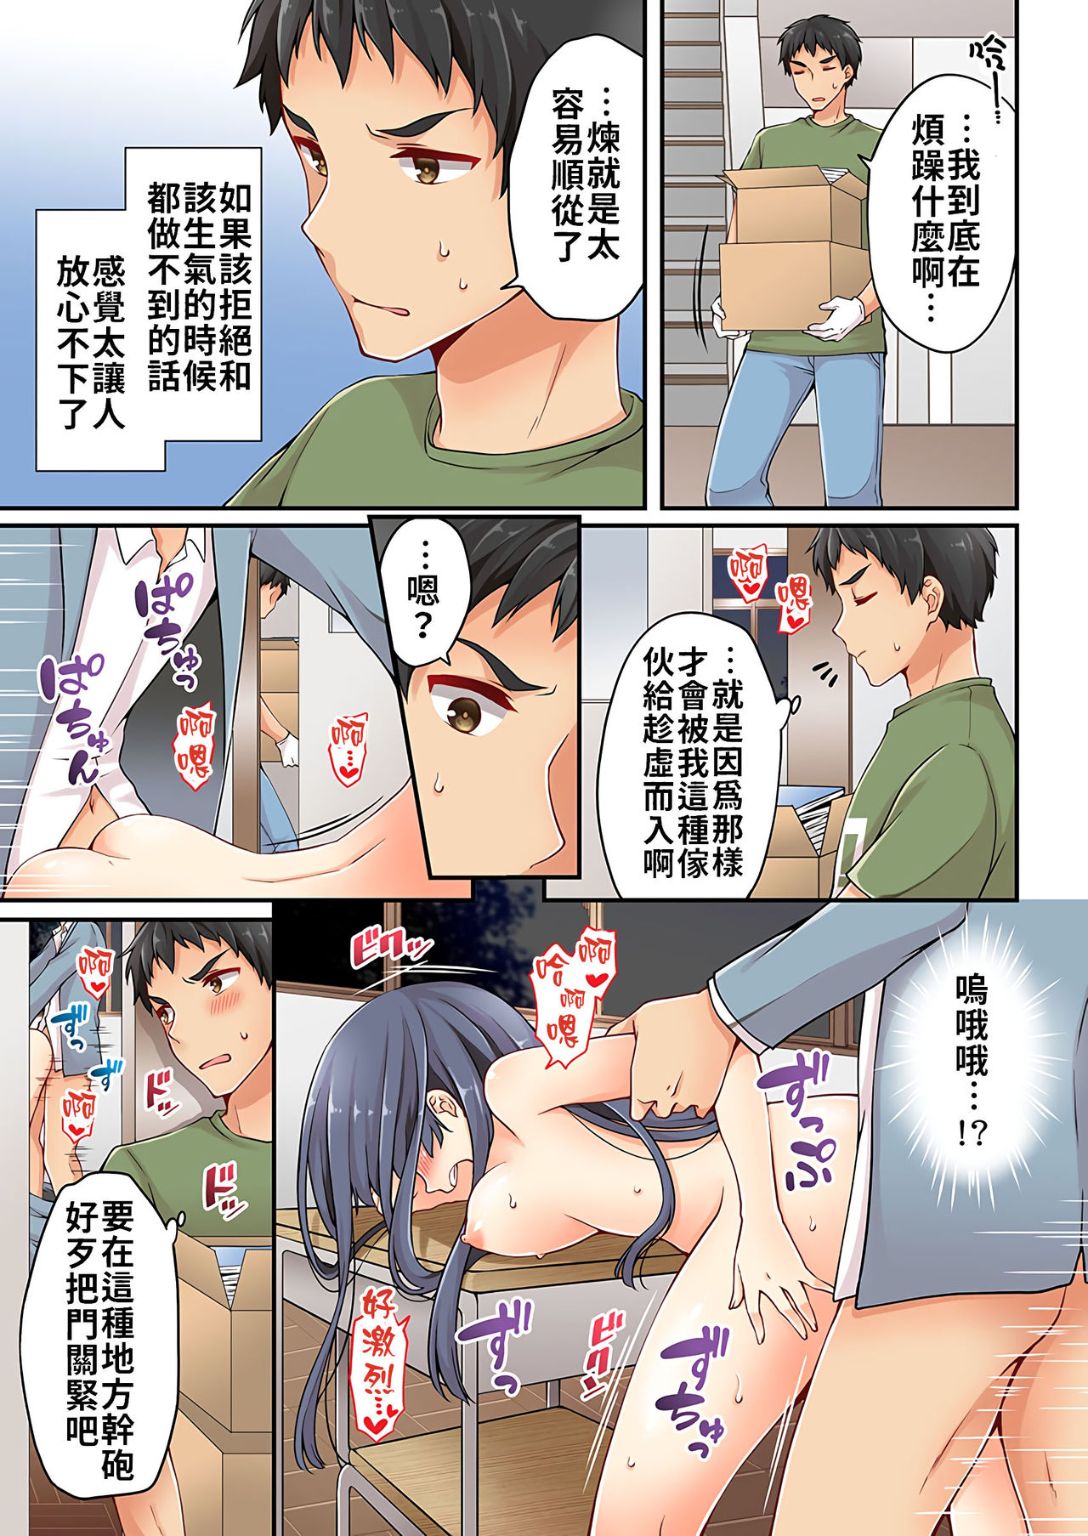 哈—…
…我到底在
煩躁什麼啊…
…煉就是太
容易順從了
如果該拒絕和
該生氣的時候
都做不到的話
感覺太讓人
放心不下了
啊♥
嗯♥
…就是因爲那樣
才會被我這種傢
伙給趁虛而入啊
…嗯？
ぱちゅっ
ぱちゅん
啊嗯
啊…♥
嗚哦哦…!?
ビクッ
啊♥
哈啊嗯
ずっぷ
ずっ
ビクン
ずちゅっ
好激烈…♥
啊♥
ずっ
ずっ
啊♥
ドッ
ドッ
要在這種地方幹砲
好歹把門關緊吧